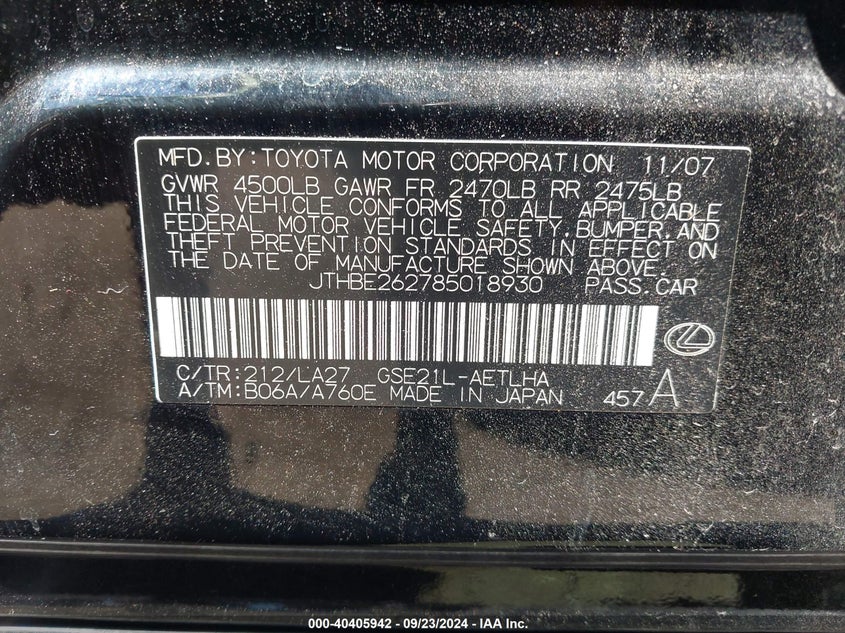 MFD.BY:TOYOTA MOTOR CORPORATION 11/07
GVWR 4500LB GAWR FR 2470LB RR 2475LB
THIS VEHICLE CONFORMS TO ALL APPLICABLE
FEDERAL MOTOR VEHICLE SAFETY,BUMPER,AND
THEFT PREVENTION STANDARDS IN EFFECT ON
THE DATE OF MANUFACTURE SHOWN ABOVE.
JTHBE262785018930 PASS.CAR
C/TR:212/LA27 GSE21L-AETLHA
A/TM:B06A/A760E MADE IN JAPAN 457A
000-40405942 - 09/23/2024 - IAA Inc.